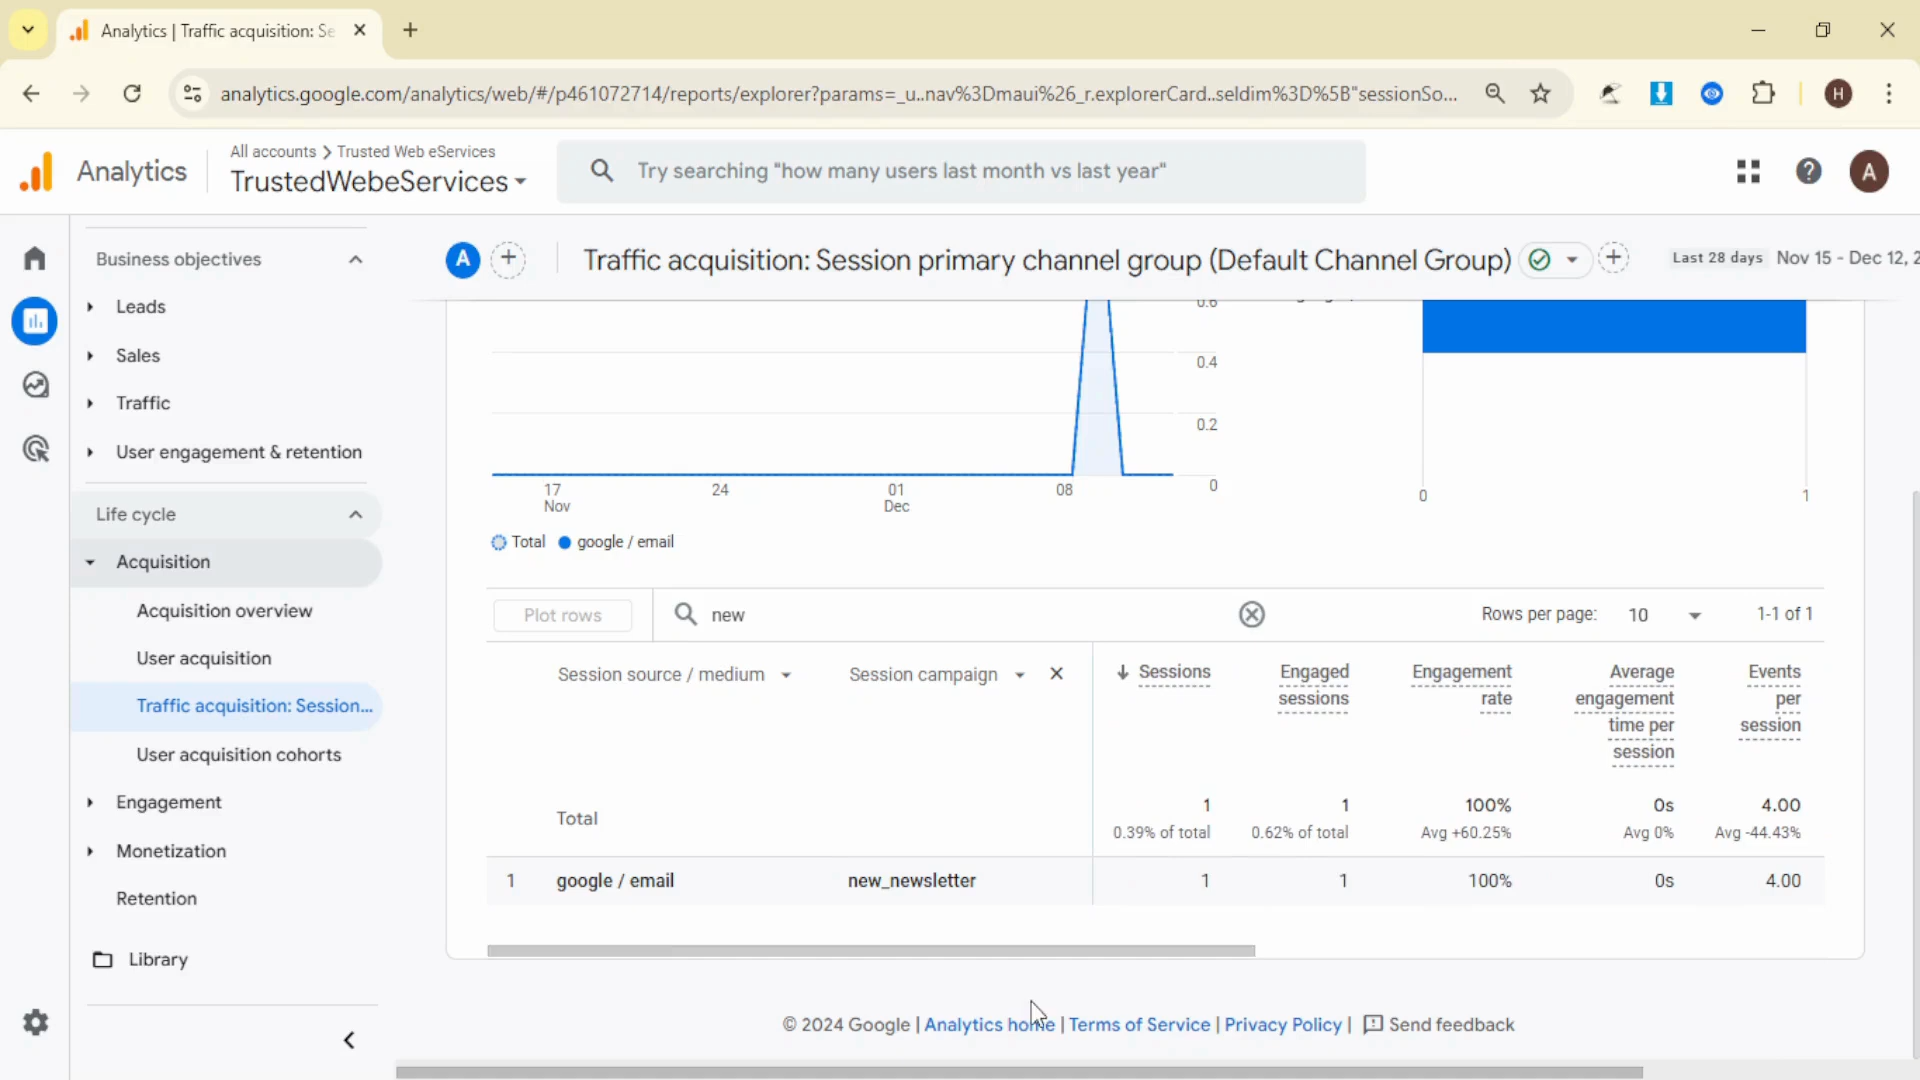 Analytics | Traffic acquisition: Se
analytics.google.com/analytics/web/#/p461072714/reports/explorer?params=_u..nav%3Dmaui%26_r.explorerCard..seldim%3D%5B"sessionSo...
H
Analytics
All accounts > Trusted Web eServices
TrustedWebeServices
Try searching "how many users last month vs last year"
A
Business objectives
Leads
Sales
Traffic
User engagement & retention
Life cycle
Acquisition
Acquisition overview
User acquisition
Traffic acquisition: Session...
User acquisition cohorts
Engagement
Monetization
Retention
Library
A
Traffic acquisition: Session primary channel group (Default Channel Group)
Last 28 days Nov 15 - Dec 12, 2
0.6
0.4
0.2
0
17 Nov
24
01 Dec
08
0
1
Total google / email
Plot rows
new
Rows per page: 10
1-1 of 1
Session source / medium
Session campaign
Sessions
Engaged sessions
Engagement rate
Average engagement time per session
Events per session
Total
1
0.39% of total
1
0.62% of total
100%
Avg +60.25%
0s
Avg 0%
4.00
Avg -44.43%
1 google / email new_newsletter 1 1 100% 0s 4.00
© 2024 Google | Analytics home | Terms of Service | Privacy Policy | Send feedback